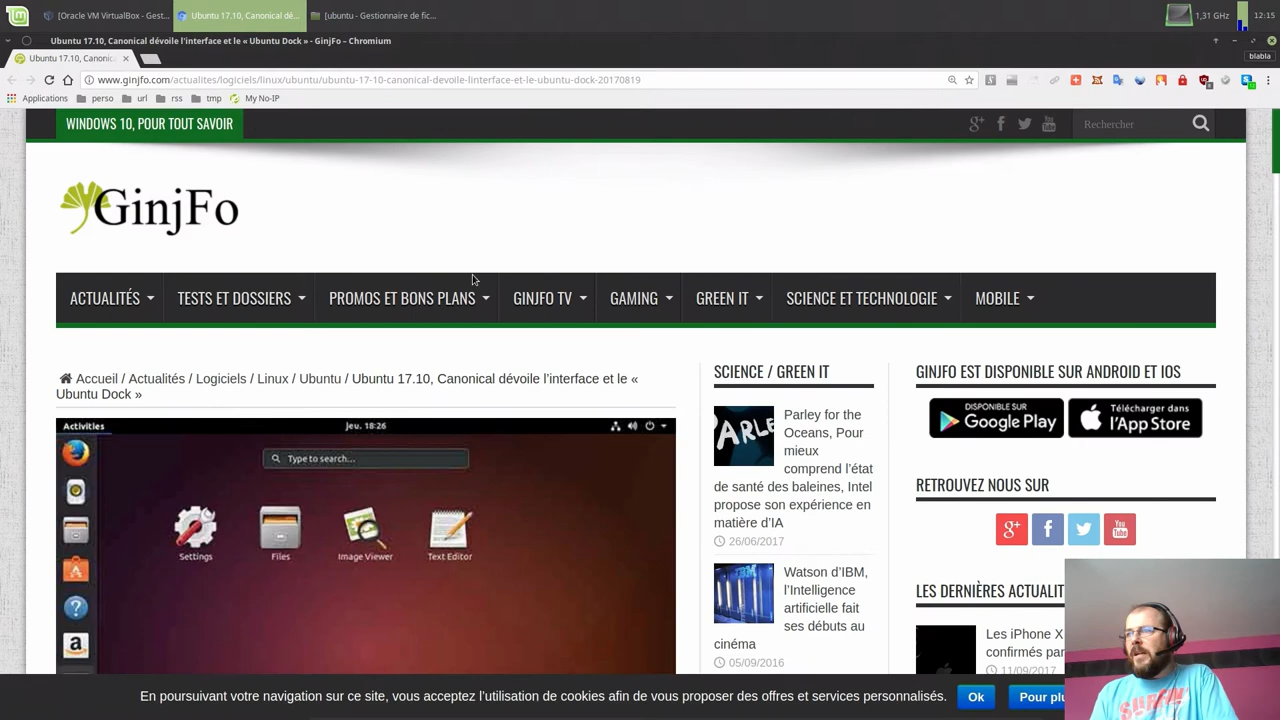 [Oracle VM VirtualBox - Gest...
Ubuntu 17.10, Canonical dé...
[ubuntu - Gestionnaire de fic...
1,31 GHz
12:15
Ubuntu 17.10, Canonical dévoile l'interface et le « Ubuntu Dock » - GinjFo – Chromium
Ubuntu 17.10, Canonic
blabla
www.ginjfo.com/actualites/logiciels/linux/ubuntu/ubuntu-17-10-canonical-devoile-linterface-et-le-ubuntu-dock-20170819
Applications
perso
url
rss
tmp
My No-IP
WINDOWS 10, POUR TOUT SAVOIR
Rechercher
GinjFo
ACTUALITÉS
TESTS ET DOSSIERS
PROMOS ET BONS PLANS
GINJFO TV
GAMING
GREEN IT
SCIENCE ET TECHNOLOGIE
MOBILE
Accueil / Actualités / Logiciels / Linux / Ubuntu / Ubuntu 17.10, Canonical dévoile l'interface et le «
Ubuntu Dock »
Activities
Jeu. 18:26
Type to search...
Settings
Files
Image Viewer
Text Editor
SCIENCE / GREEN IT
Parley for the
Oceans, Pour
mieux
comprend l'état
de santé des baleines, Intel
propose son expérience en
matière d'IA
26/06/2017
Watson d'IBM,
l'Intelligence
artificielle fait
ses débuts au
cinéma
05/09/2016
GINJFO EST DISPONIBLE SUR ANDROID ET IOS
DISPONIBLE SUR
Google Play
Télécharger dans
l'App Store
RETROUVEZ NOUS SUR
LES DERNIÈRES ACTUALIT
Les iPhone X
confirmés par
11/09/2017
En poursuivant votre navigation sur ce site, vous acceptez l'utilisation de cookies afin de vous proposer des offres et services personnalisés.
Ok
Pour plu